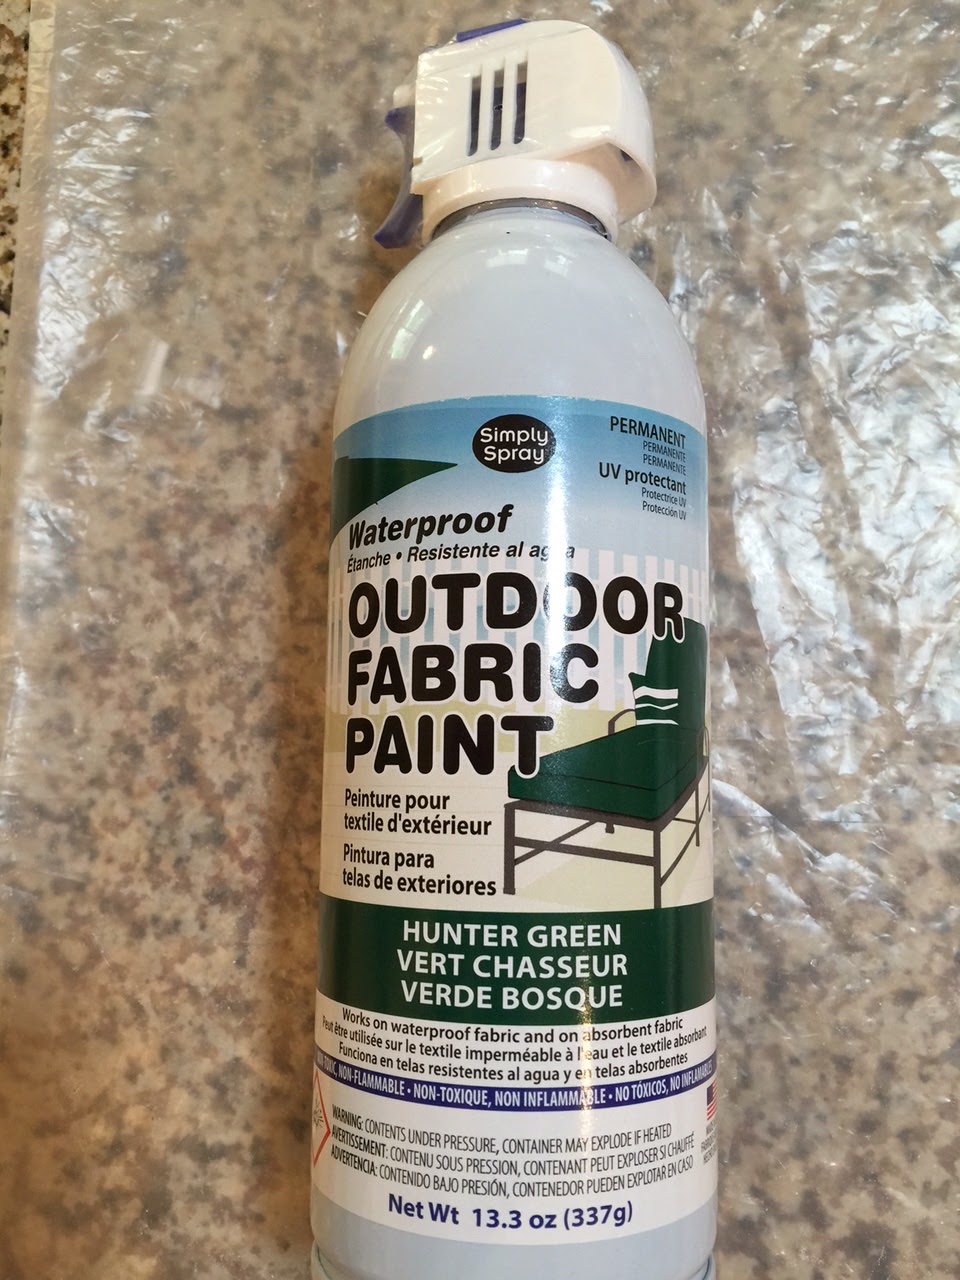 Simply
Spray
PERMANENT
PERMANENTE
PERMANENTE
UV protectant
Protectrice UV
Protección UV
Waterproof
Étanche • Resistente al agua
OUTDOOR
FABRIC
PAINT
Peinture pour
textile d'extérieur
Pintura para
telas de exteriores
HUNTER GREEN
VERT CHASSEUR
VERDE BOSQUE
Works on waterproof fabric and on absorbent fabric
Peut être utilisée sur le textile imperméable à l'eau et le textile absorbant
Funciona en telas resistentes al agua y en telas absorbentes
TOXIC, NON-FLAMMABLE • NON-TOXIQUE, NON INFLAMMABLE • NO TÓXICOS, NO INFLAMABLES
WARNING: CONTENTS UNDER PRESSURE, CONTAINER MAY EXPLODE IF HEATED
AVERTISSEMENT: CONTENU SOUS PRESSION, CONTENANT PEUT EXPLOSER SI CHAUFFÉ
ADVERTENCIA: CONTENIDO BAJO PRESIÓN, CONTENEDOR PUEDEN EXPLOTAR EN CASO
Net Wt 13.3 oz (337g)